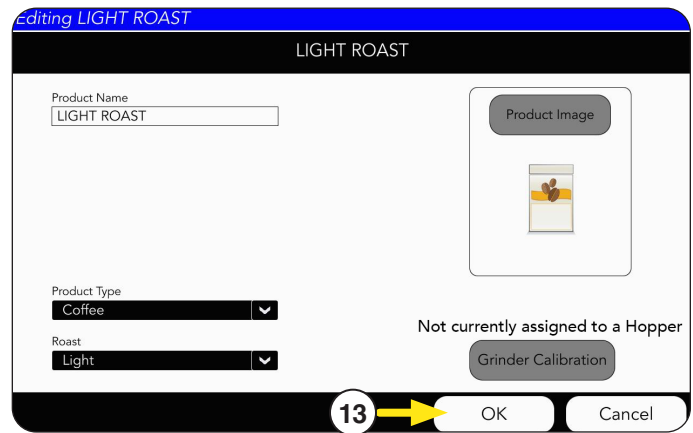 Editing LIGHT ROAST
LIGHT ROAST
Product Name
LIGHT ROAST
Product Image
Product Type
Coffee
Roast
Light
Not currently assigned to a Hopper
Grinder Calibration
13
OK
Cancel